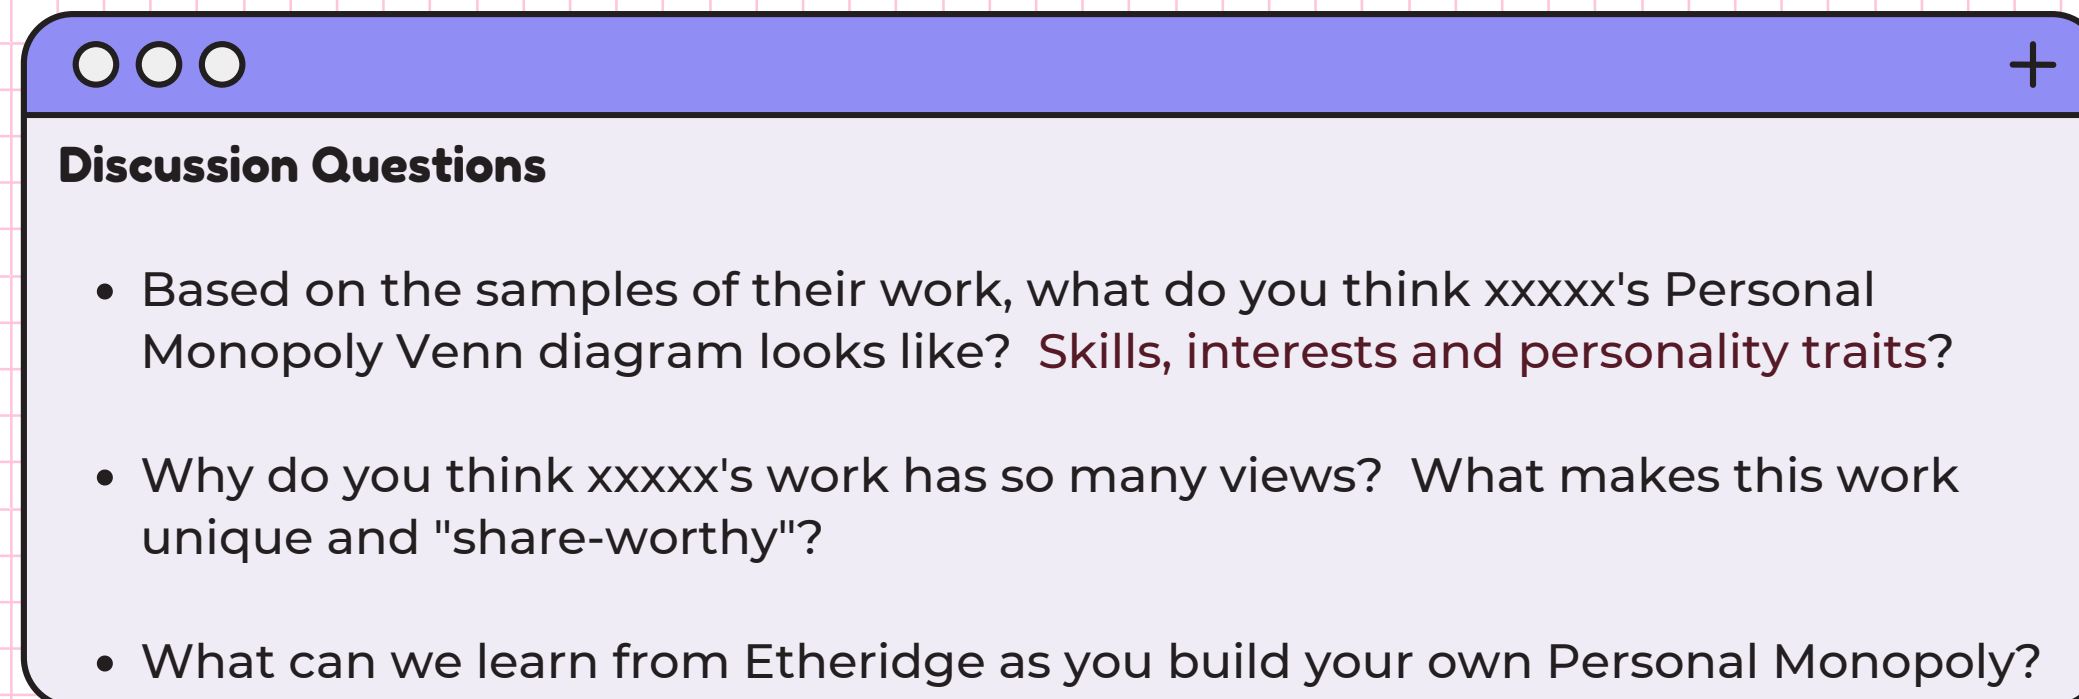 Discussion Questions
Based on the samples of their work, what do you think xxxxx's Personal
Monopoly Venn diagram looks like?  Skills, interests and personality traits?
Why do you think xxxxx's work has so many views?  What makes this work
unique and "share-worthy"?
What can we learn from Etheridge as you build your own Personal Monopoly?